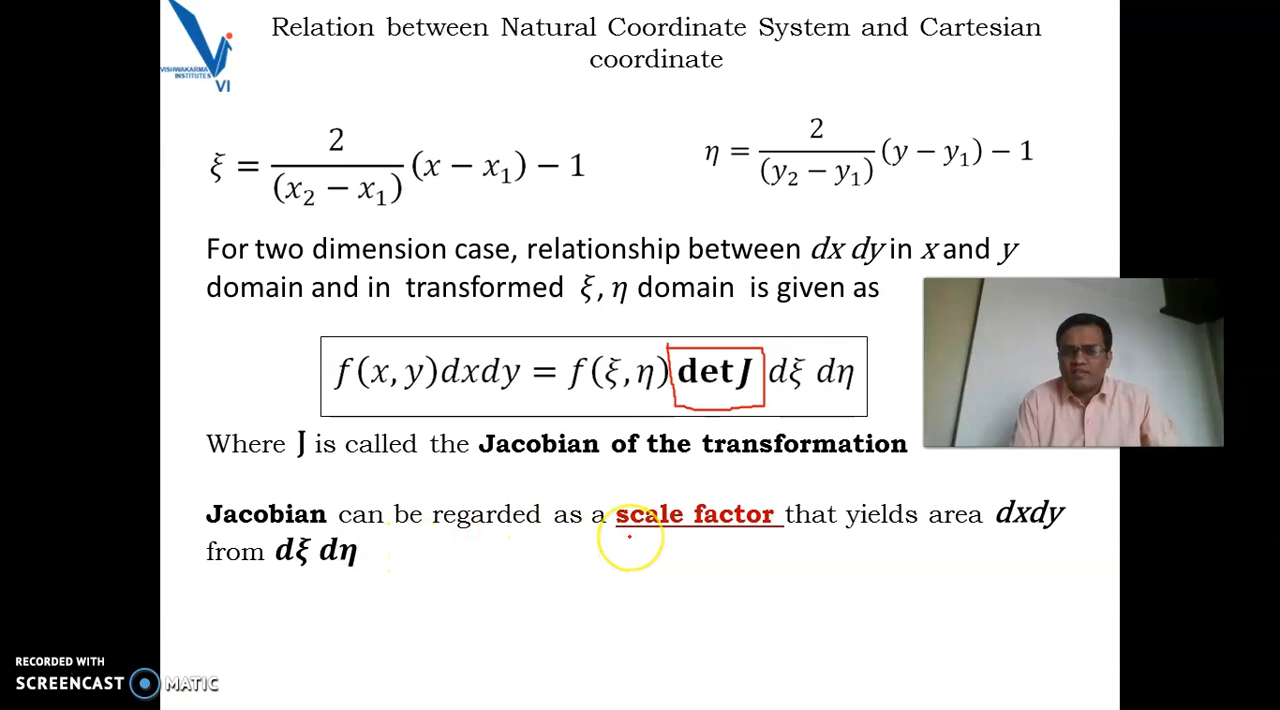 Relation between Natural Coordinate System and Cartesian
coordinate
VISHWAKARMA
INSTITUTES
VI
ξ = 2/(x₂ − x₁) (x − x₁) − 1
η = 2/(y₂ − y₁) (y − y₁) − 1
For two dimension case, relationship between dx dy in x and y
domain and in transformed ξ, η domain is given as
f(x, y)dxdy = f(ξ, η) detJ dξ dη
Where J is called the Jacobian of the transformation
Jacobian can be regarded as a scale factor that yields area dxdy
from dξ dη
RECORDED WITH
SCREENCAST MATIC